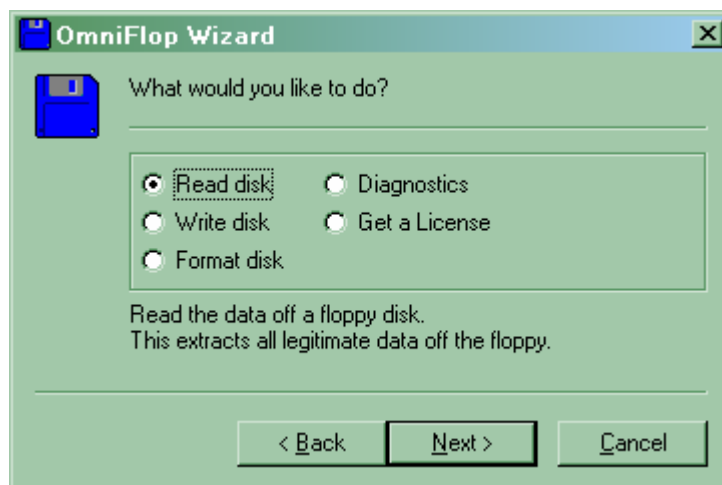 OmniFlop Wizard
What would you like to do?
Read disk
Diagnostics
Write disk
Get a License
Format disk
Read the data off a floppy disk.
This extracts all legitimate data off the floppy.
< Back
Next >
Cancel